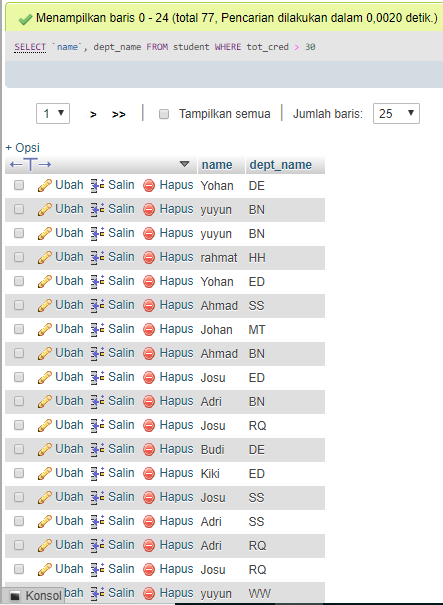 Menampilkan baris 0 - 24 (total 77, Pencarian dilakukan dalam 0,0020 detik.)
SELECT `name`, dept_name FROM student WHERE tot_cred > 30
1 > >> | Tampilkan semua | Jumlah baris: 25
+ Opsi
←T→ name dept_name
Ubah Salin Hapus Yohan DE
Ubah Salin Hapus yuyun BN
Ubah Salin Hapus yuyun BN
Ubah Salin Hapus rahmat HH
Ubah Salin Hapus Yohan ED
Ubah Salin Hapus Ahmad SS
Ubah Salin Hapus Johan MT
Ubah Salin Hapus Ahmad BN
Ubah Salin Hapus Josu ED
Ubah Salin Hapus Adri BN
Ubah Salin Hapus Josu RQ
Ubah Salin Hapus Budi DE
Ubah Salin Hapus Kiki ED
Ubah Salin Hapus Josu SS
Ubah Salin Hapus Adri SS
Ubah Salin Hapus Adri RQ
Ubah Salin Hapus Josu RQ
Konsol bah Salin Hapus yuyun WW